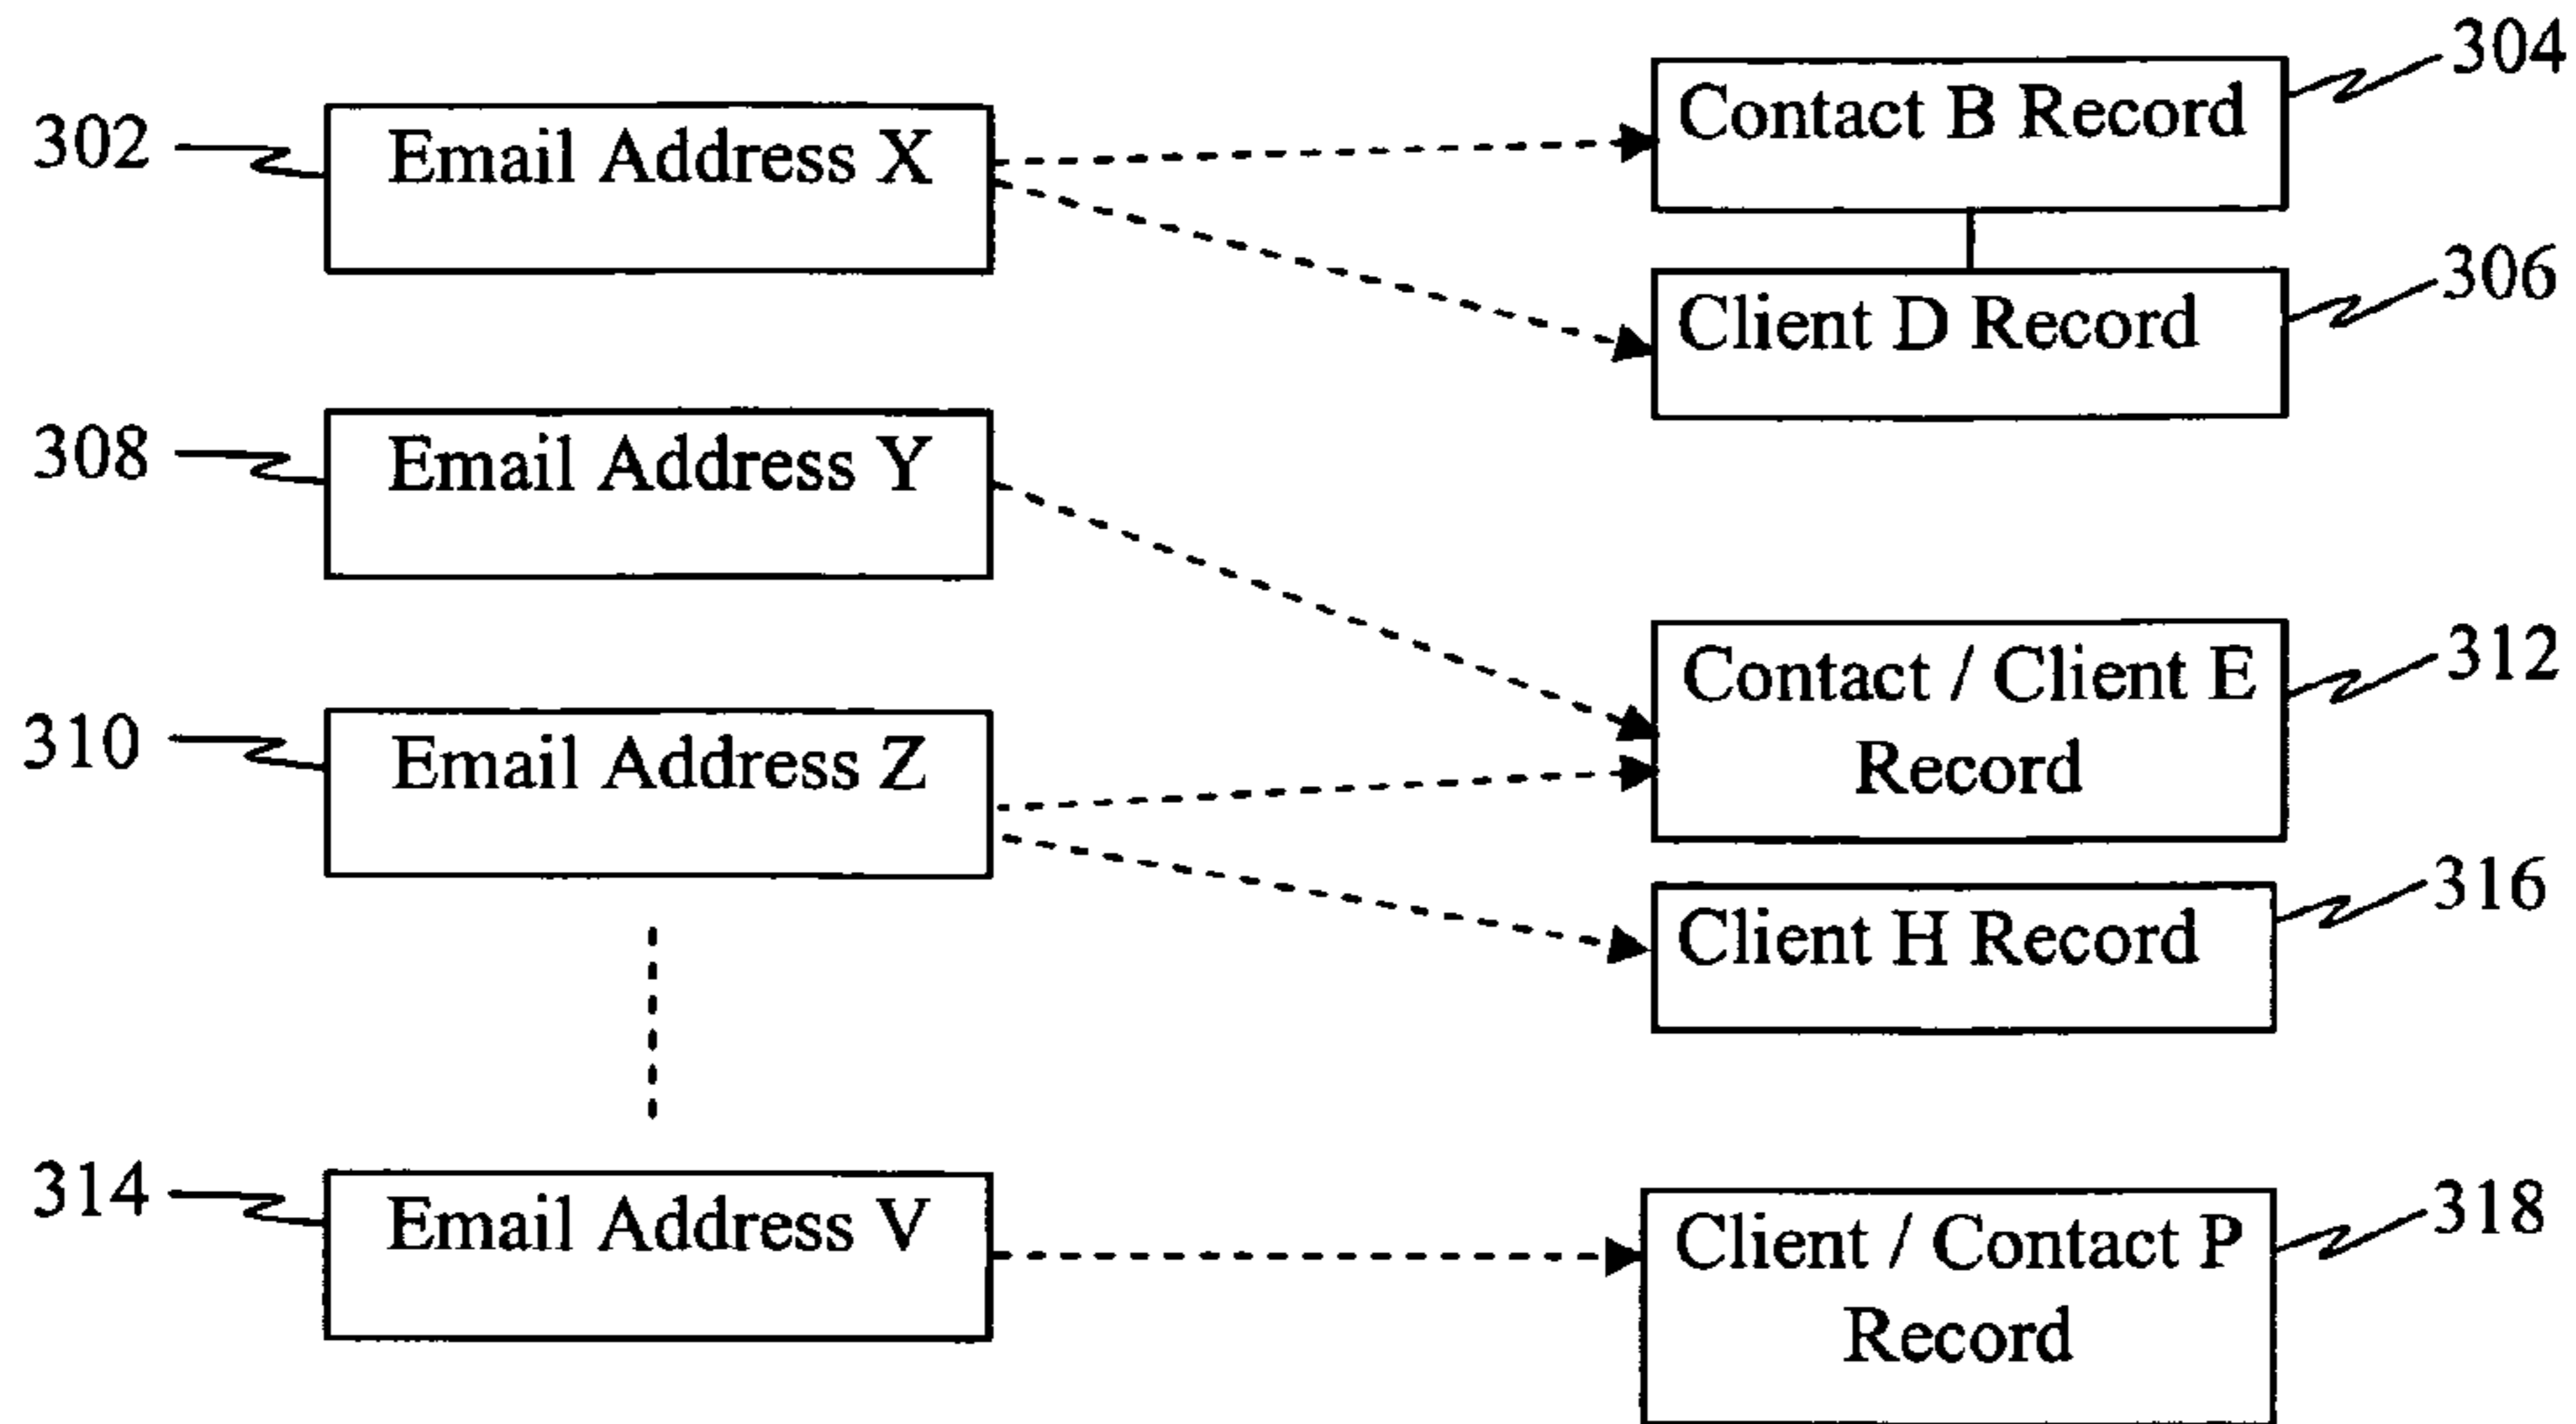 304
Contact B Record
302
Email Address X
306
Client D Record
308
Email Address Y
312
Contact / Client E
Record
310
Email Address Z
316
Client H Record
314
Email Address V
318
Client / Contact P
Record